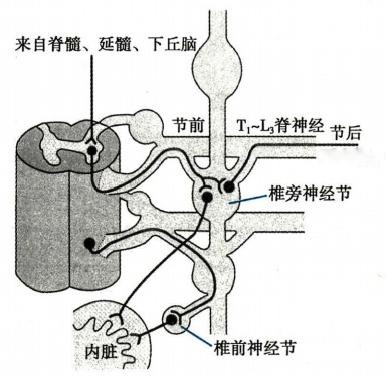 来自脊髓、延髓、下丘脑
节前
T₁~L₃脊神经
节后
椎旁神经节
椎前神经节
内脏